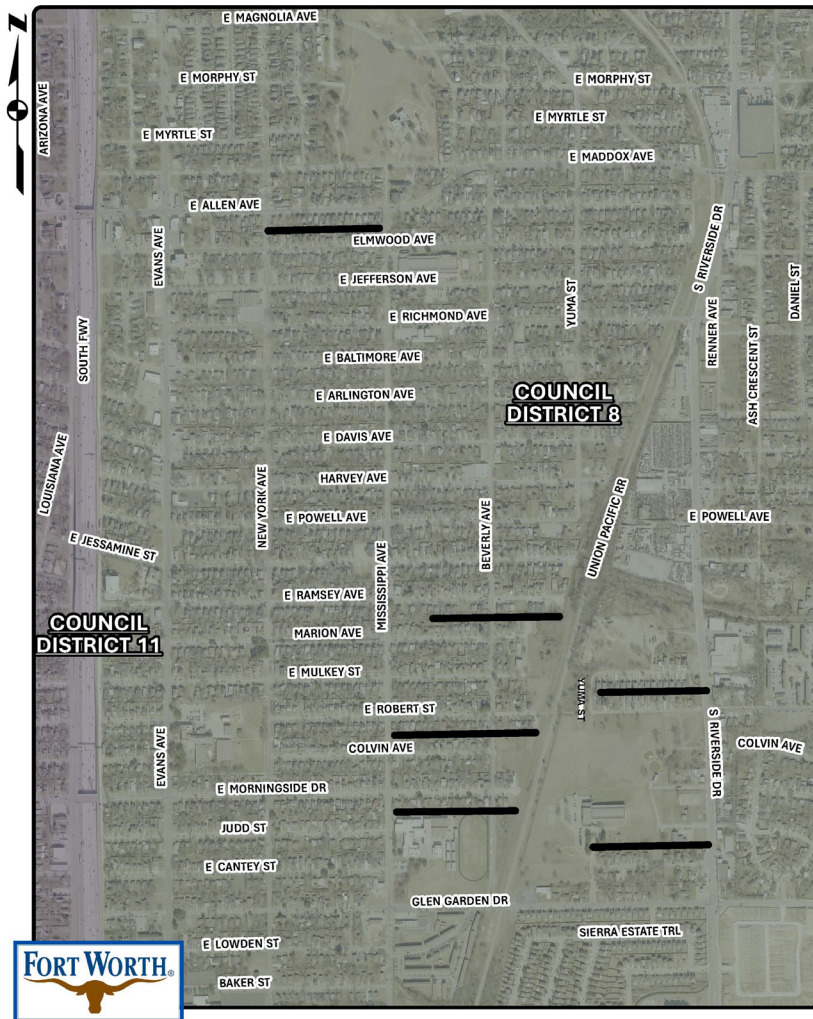 E MAGNOLIA AVE
Z
E MORPHY ST
E MORPHY ST
ARIZONA AVE
E MYRTLE ST
E MYRTLE ST
E MADDOX AVE
E ALLEN AVE
ELMWOOD AVE
EVANS AVE
S RIVERSIDE DR
E JEFFERSON AVE
YUMA ST
DANIEL ST
E RICHMOND AVE
RENNER AVE
SOUTH FWY
E BALTIMORE AVE
ASH CRESCENT ST
E ARLINGTON AVE
COUNCIL
DISTRICT 8
E DAVIS AVE
LOUISIANA AVE
HARVEY AVE
NEW YORK AVE
E POWELL AVE
BEVERLY AVE
UNION PACIFIC RR
E POWELL AVE
E JESSAMINE ST
MISSISSIPPI AVE
E RAMSEY AVE
COUNCIL
DISTRICT 11
MARION AVE
E MULKEY ST
YUMA ST
E ROBERT ST
COLVIN AVE
S RIVERSIDE DR
COLVIN AVE
EVANS AVE
E MORNINGSIDE DR
JUDD ST
E CANTEY ST
GLEN GARDEN DR
SIERRA ESTATE TRL
E LOWDEN ST
BAKER ST
FORT WORTH®